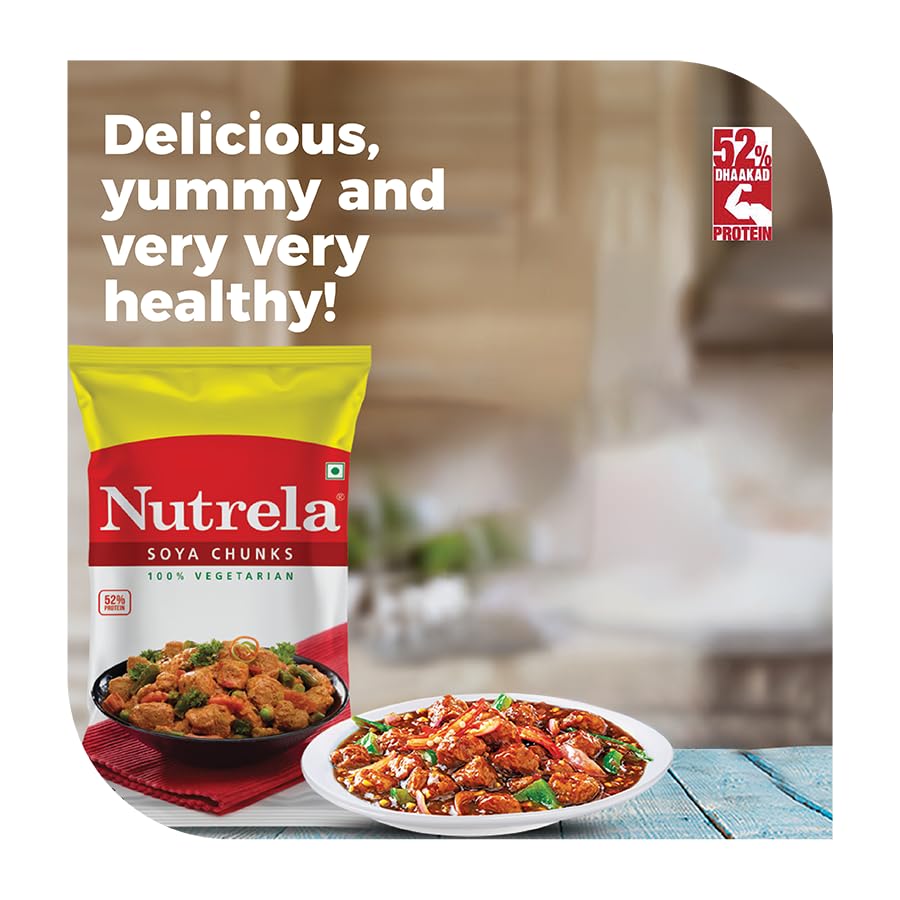 Delicious,
yummy and
very very
healthy!
52%
DHAAKAD
PROTEIN
Nutrela®
SOYA CHUNKS
100% VEGETARIAN
52%
PROTEIN